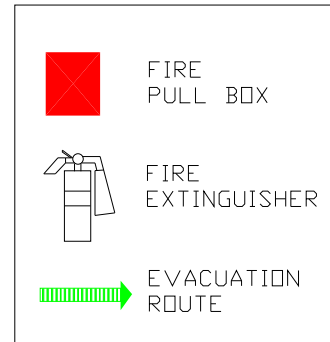 FIRE
PULL BOX
FIRE
EXTINGUISHER
EVACUATION
ROUTE